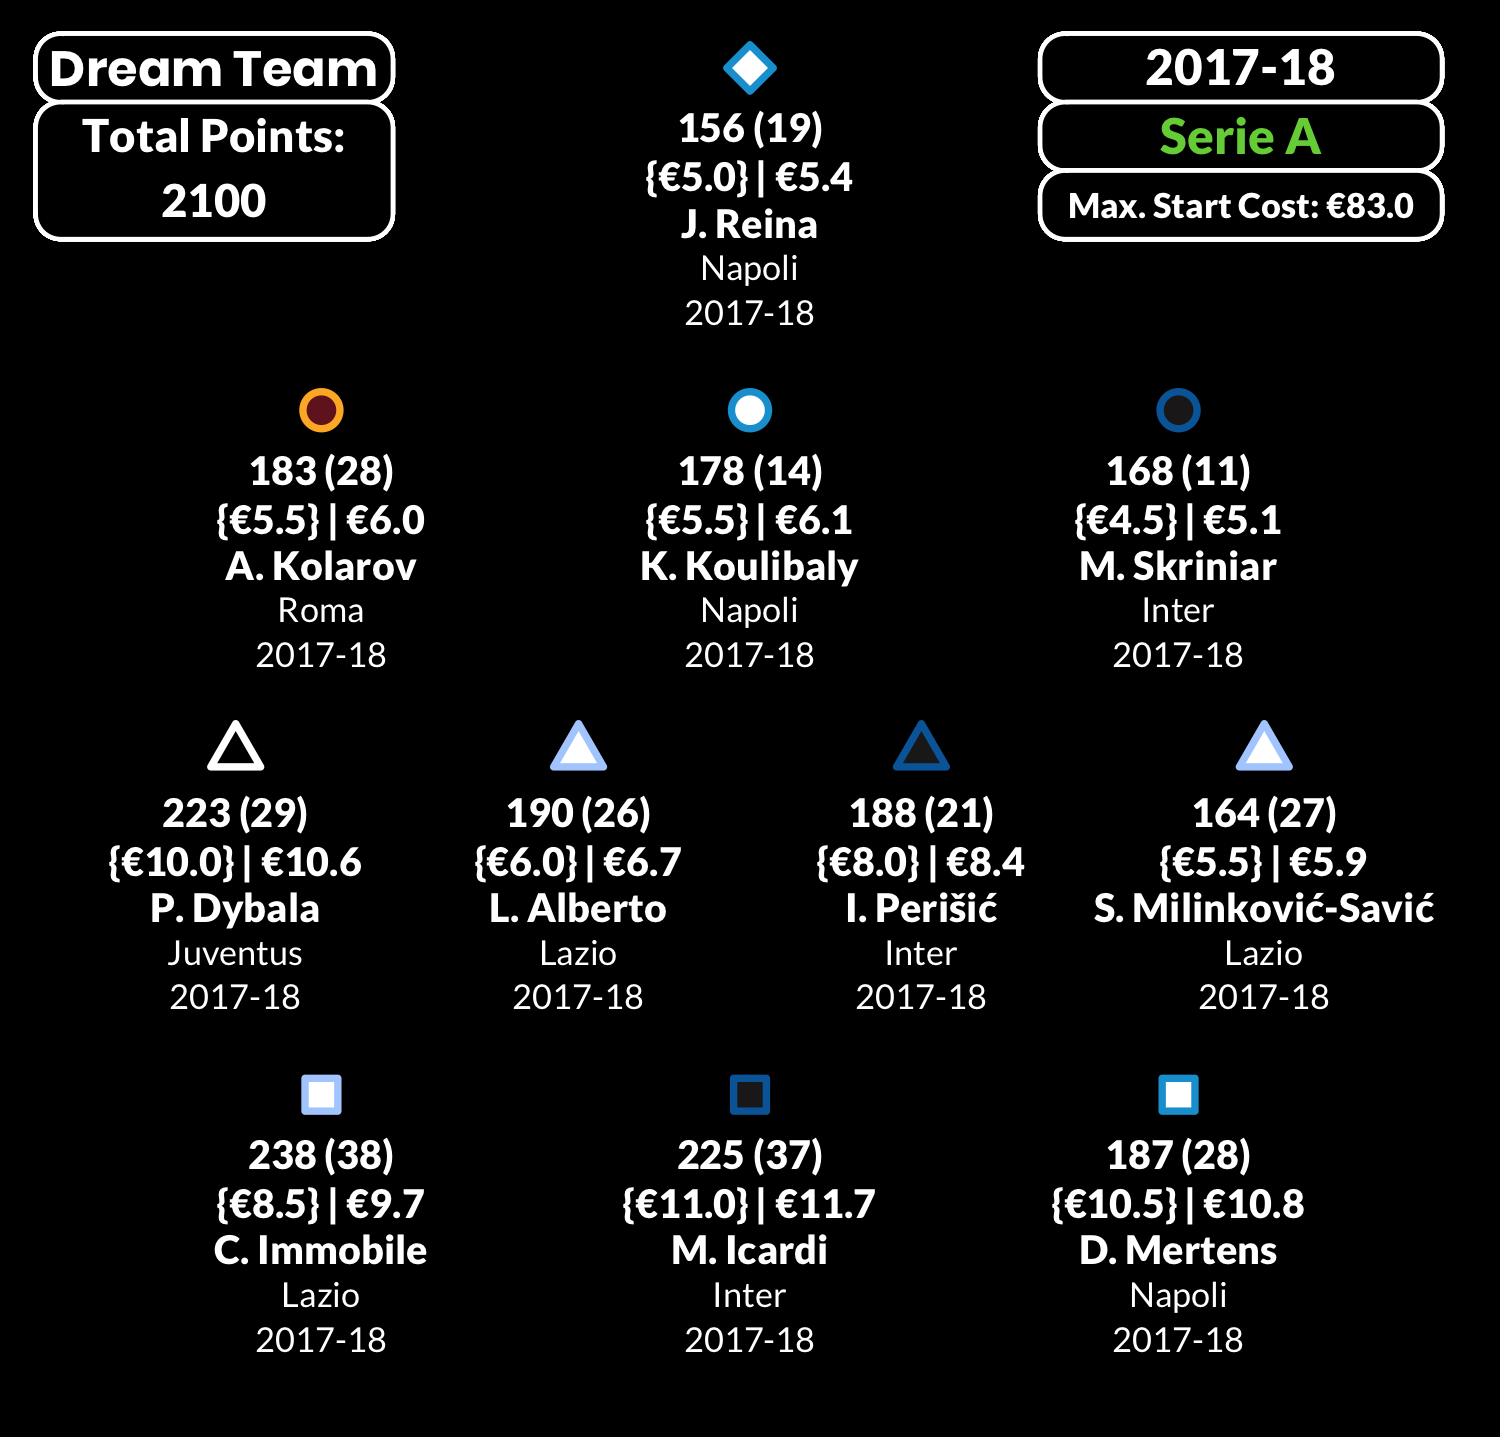 Dream Team
Total Points:
2100
2017-18
Serie A
Max. Start Cost: €83.0
156 (19)
{€5.0} | €5.4
J. Reina
Napoli
2017-18
183 (28)
{€5.5} | €6.0
A. Kolarov
Roma
2017-18
178 (14)
{€5.5} | €6.1
K. Koulibaly
Napoli
2017-18
168 (11)
{€4.5} | €5.1
M. Skriniar
Inter
2017-18
223 (29)
{€10.0} | €10.6
P. Dybala
Juventus
2017-18
190 (26)
{€6.0} | €6.7
L. Alberto
Lazio
2017-18
188 (21)
{€8.0} | €8.4
I. Perišić
Inter
2017-18
164 (27)
{€5.5} | €5.9
S. Milinković-Savić
Lazio
2017-18
238 (38)
{€8.5} | €9.7
C. Immobile
Lazio
2017-18
225 (37)
{€11.0} | €11.7
M. Icardi
Inter
2017-18
187 (28)
{€10.5} | €10.8
D. Mertens
Napoli
2017-18